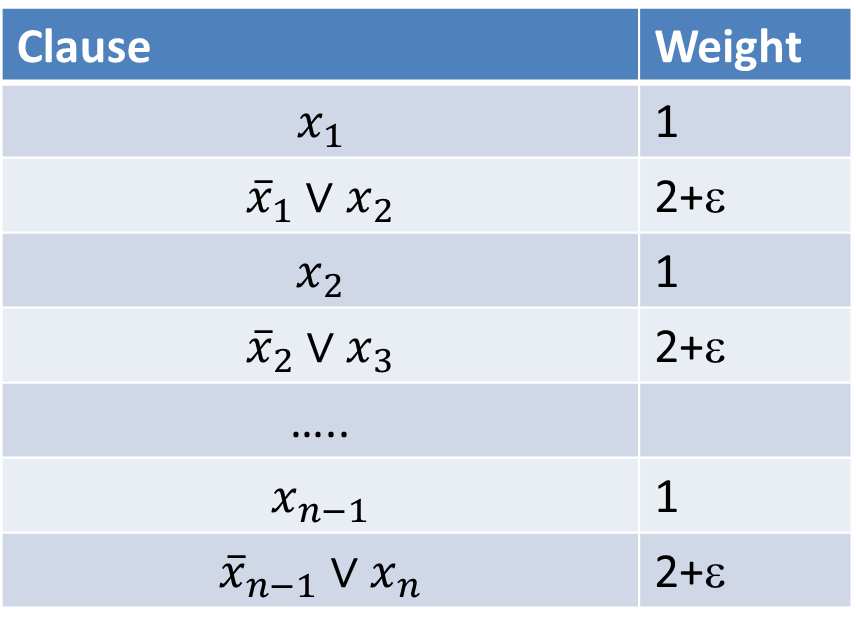 Clause Weight
x₁ 1
x̄₁ ∨ x₂ 2+ε
x₂ 1
x̄₂ ∨ x₃ 2+ε
.....
xₙ₋₁ 1
x̄ₙ₋₁ ∨ xₙ 2+ε